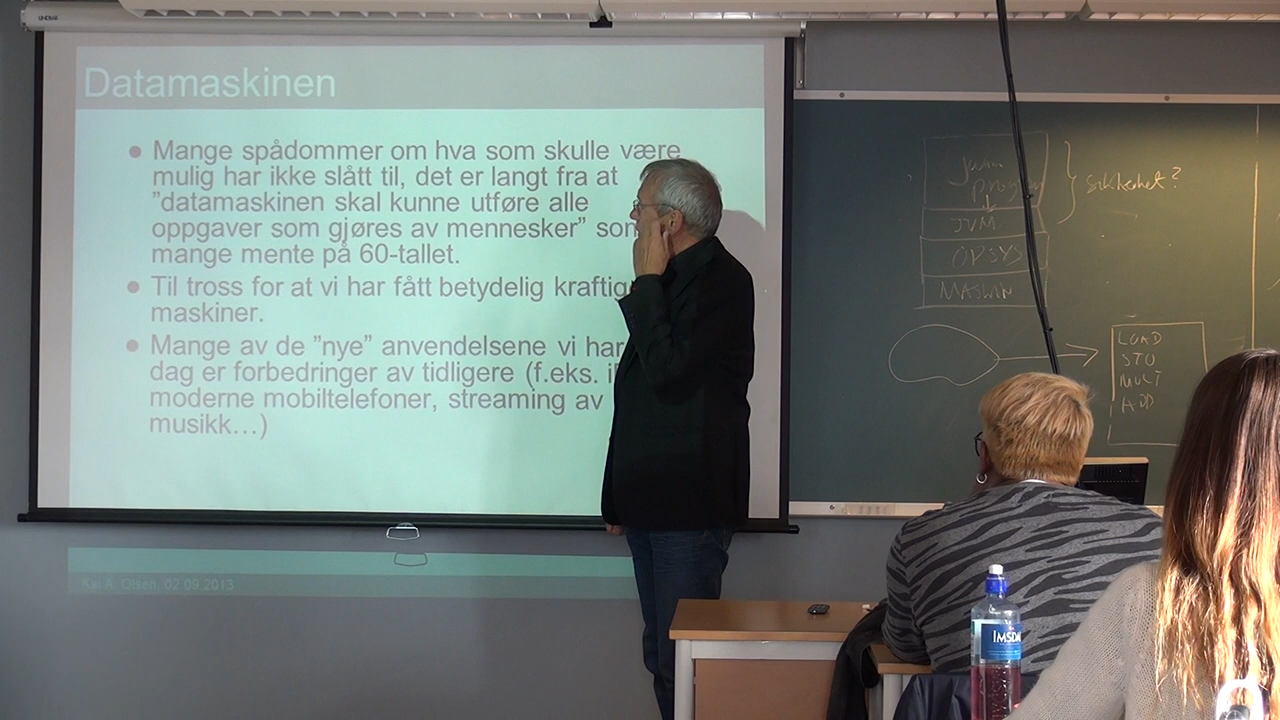 Datamaskinen
Mange spådommer om hva som skulle være
mulig har ikke slått til, det er langt fra at
”datamaskinen skal kunne utføre alle
oppgaver som gjøres av mennesker” som
mange mente på 60-tallet.
Til tross for at vi har fått betydelig
maskiner.
Mange av de ”nye” anvendelsene vi har
dag er forbedringer av tidligere (f.eks.
moderne mobiltelefoner, streaming av
musikk…)
Kai A. Olsen, 02.09.2013
JVM
OPSYS
MASKIN
Sikkerhet?
LOAD
STO
MULT
ADD
IMSDAL